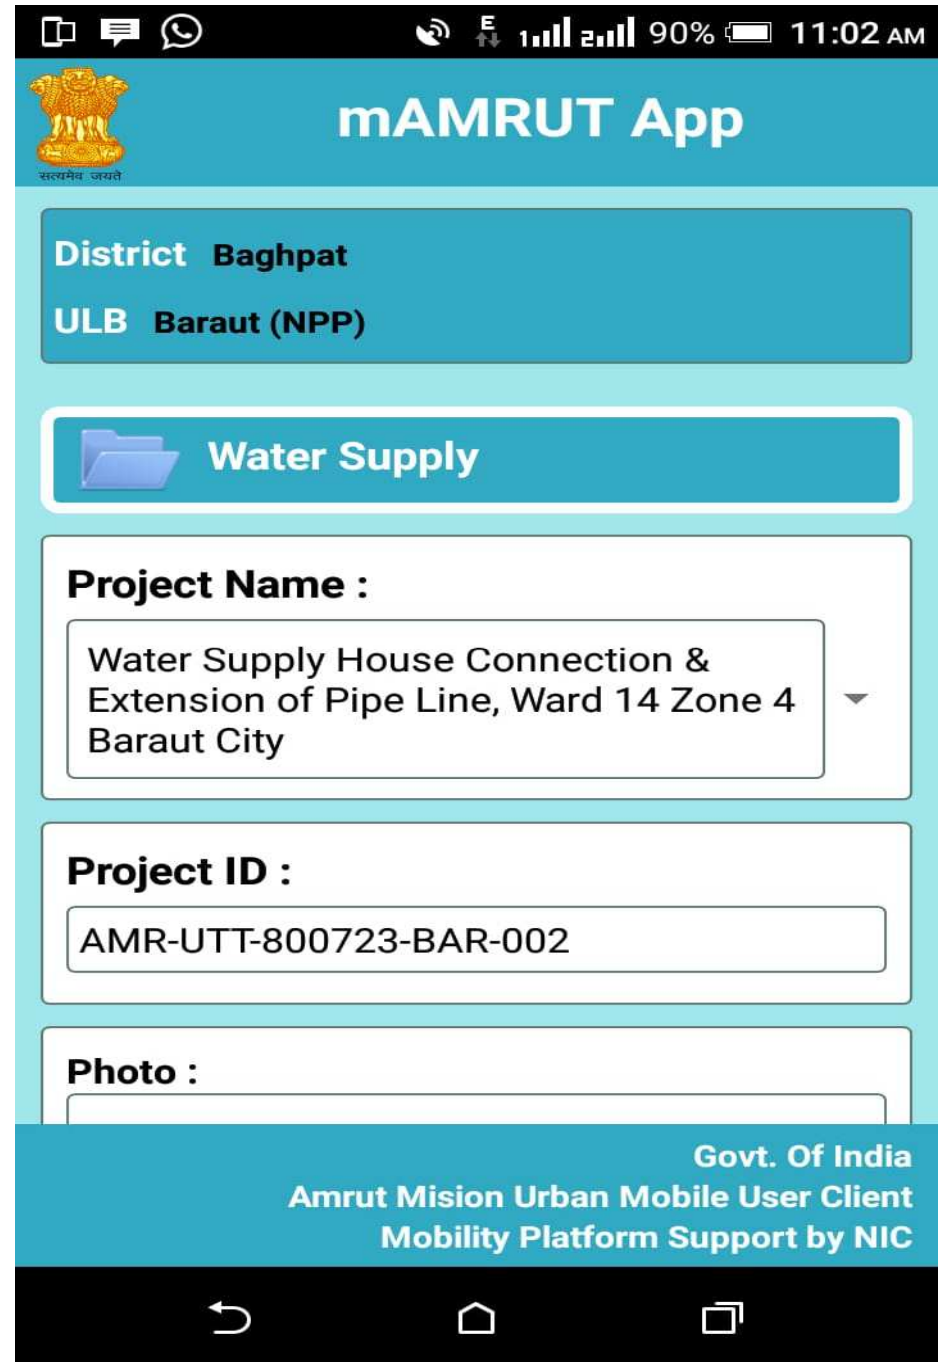 E 1 2 90% 11:02 AM
mAMRUT App
सत्यमेव जयते
District Baghpat
ULB Baraut (NPP)
Water Supply
Project Name :
Water Supply House Connection &
Extension of Pipe Line, Ward 14 Zone 4
Baraut City
Project ID :
AMR-UTT-800723-BAR-002
Photo :
Govt. Of India
Amrut Mision Urban Mobile User Client
Mobility Platform Support by NIC